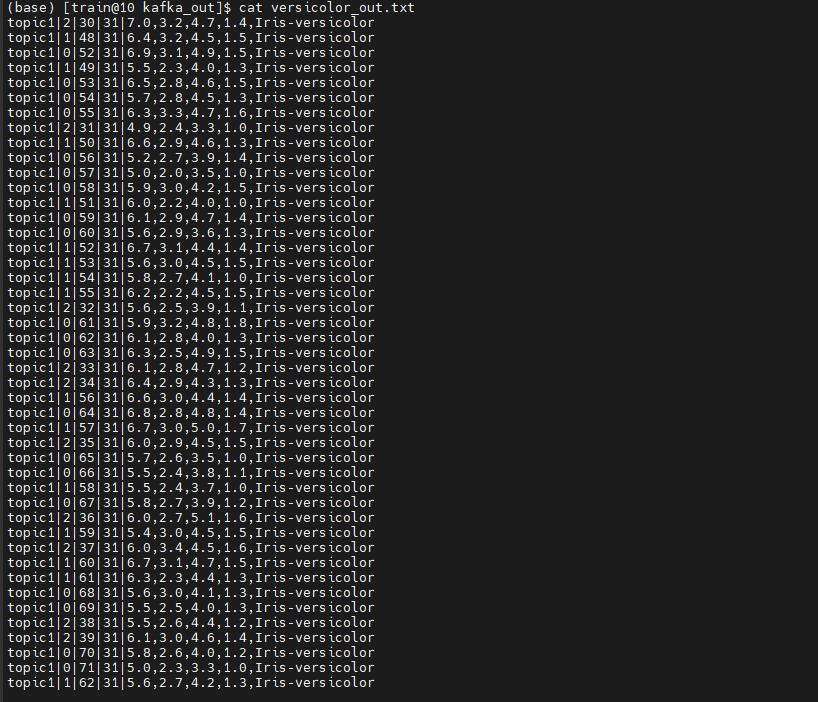 (base) [train@10 kafka_out]$ cat versicolor_out.txt
topic1|2|30|31|7.0,3.2,4.7,1.4,Iris-versicolor
topic1|1|48|31|6.4,3.2,4.5,1.5,Iris-versicolor
topic1|0|52|31|6.9,3.1,4.9,1.5,Iris-versicolor
topic1|1|49|31|5.5,2.3,4.0,1.3,Iris-versicolor
topic1|0|53|31|6.5,2.8,4.6,1.5,Iris-versicolor
topic1|0|54|31|5.7,2.8,4.5,1.3,Iris-versicolor
topic1|0|55|31|6.3,3.3,4.7,1.6,Iris-versicolor
topic1|2|31|31|4.9,2.4,3.3,1.0,Iris-versicolor
topic1|1|50|31|6.6,2.9,4.6,1.3,Iris-versicolor
topic1|0|56|31|5.2,2.7,3.9,1.4,Iris-versicolor
topic1|0|57|31|5.0,2.0,3.5,1.0,Iris-versicolor
topic1|0|58|31|5.9,3.0,4.2,1.5,Iris-versicolor
topic1|1|51|31|6.0,2.2,4.0,1.0,Iris-versicolor
topic1|0|59|31|6.1,2.9,4.7,1.4,Iris-versicolor
topic1|0|60|31|5.6,2.9,3.6,1.3,Iris-versicolor
topic1|1|52|31|6.7,3.1,4.4,1.4,Iris-versicolor
topic1|1|53|31|5.6,3.0,4.5,1.5,Iris-versicolor
topic1|1|54|31|5.8,2.7,4.1,1.0,Iris-versicolor
topic1|1|55|31|6.2,2.2,4.5,1.5,Iris-versicolor
topic1|2|32|31|5.6,2.5,3.9,1.1,Iris-versicolor
topic1|0|61|31|5.9,3.2,4.8,1.8,Iris-versicolor
topic1|0|62|31|6.1,2.8,4.0,1.3,Iris-versicolor
topic1|0|63|31|6.3,2.5,4.9,1.5,Iris-versicolor
topic1|2|33|31|6.1,2.8,4.7,1.2,Iris-versicolor
topic1|2|34|31|6.4,2.9,4.3,1.3,Iris-versicolor
topic1|1|56|31|6.6,3.0,4.4,1.4,Iris-versicolor
topic1|0|64|31|6.8,2.8,4.8,1.4,Iris-versicolor
topic1|1|57|31|6.7,3.0,5.0,1.7,Iris-versicolor
topic1|2|35|31|6.0,2.9,4.5,1.5,Iris-versicolor
topic1|0|65|31|5.7,2.6,3.5,1.0,Iris-versicolor
topic1|0|66|31|5.5,2.4,3.8,1.1,Iris-versicolor
topic1|1|58|31|5.5,2.4,3.7,1.0,Iris-versicolor
topic1|0|67|31|5.8,2.7,3.9,1.2,Iris-versicolor
topic1|2|36|31|6.0,2.7,5.1,1.6,Iris-versicolor
topic1|1|59|31|5.4,3.0,4.5,1.5,Iris-versicolor
topic1|2|37|31|6.0,3.4,4.5,1.6,Iris-versicolor
topic1|1|60|31|6.7,3.1,4.7,1.5,Iris-versicolor
topic1|1|61|31|6.3,2.3,4.4,1.3,Iris-versicolor
topic1|0|68|31|5.6,3.0,4.1,1.3,Iris-versicolor
topic1|0|69|31|5.5,2.5,4.0,1.3,Iris-versicolor
topic1|2|38|31|5.5,2.6,4.4,1.2,Iris-versicolor
topic1|2|39|31|6.1,3.0,4.6,1.4,Iris-versicolor
topic1|0|70|31|5.8,2.6,4.0,1.2,Iris-versicolor
topic1|0|71|31|5.0,2.3,3.3,1.0,Iris-versicolor
topic1|1|62|31|5.6,2.7,4.2,1.3,Iris-versicolor